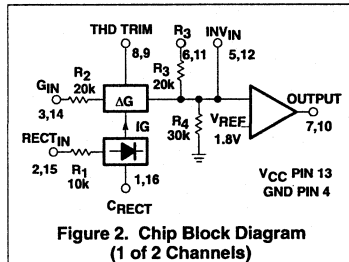 THD TRIM
8,9
R3
6,11
INVIN
5,12
GIN
3,14
R2
20k
ΔG
R3
20k
OUTPUT
7,10
IG
VREF
1.8V
R4
30k
RECTIN
2,15
R1
10k
1,16
CRECT
VCC PIN 13
GND PIN 4
Figure 2. Chip Block Diagram
(1 of 2 Channels)